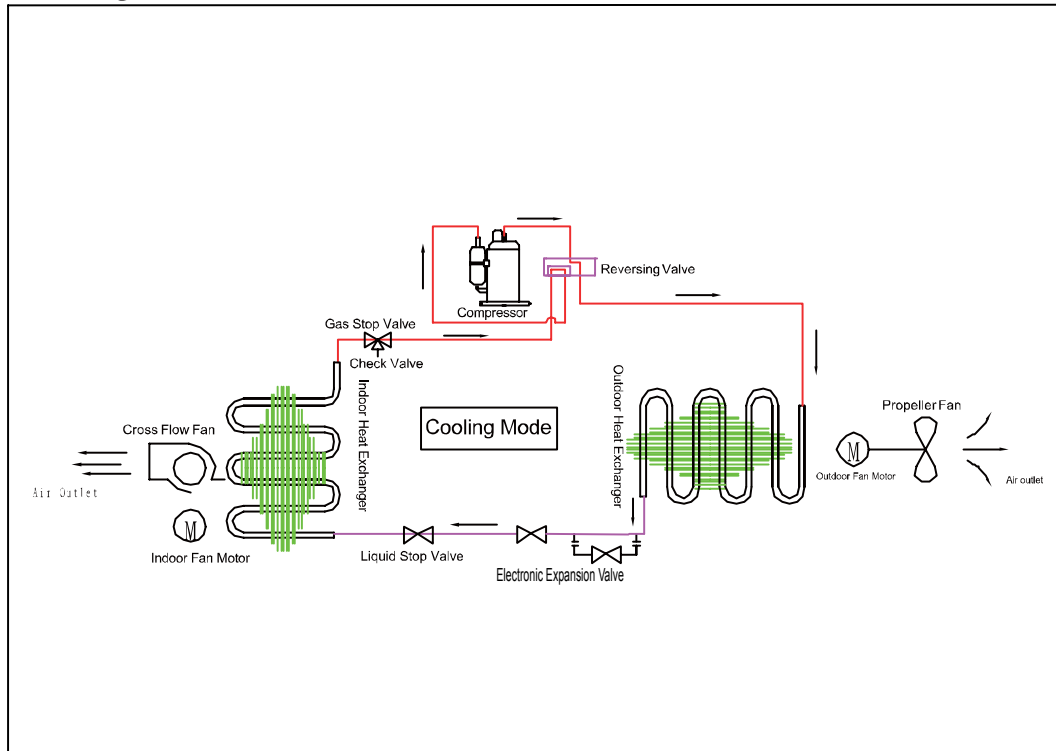 Reversing Valve
Compressor
Gas Stop Valve
Check Valve
Indoor Heat Exchanger
Outdoor Heat Exchanger
Cooling Mode
Propeller Fan
Cross Flow Fan
M
Outdoor Fan Motor
Air outlet
Air Outlet
M
Indoor Fan Motor
Liquid Stop Valve
Electronic Expansion Valve